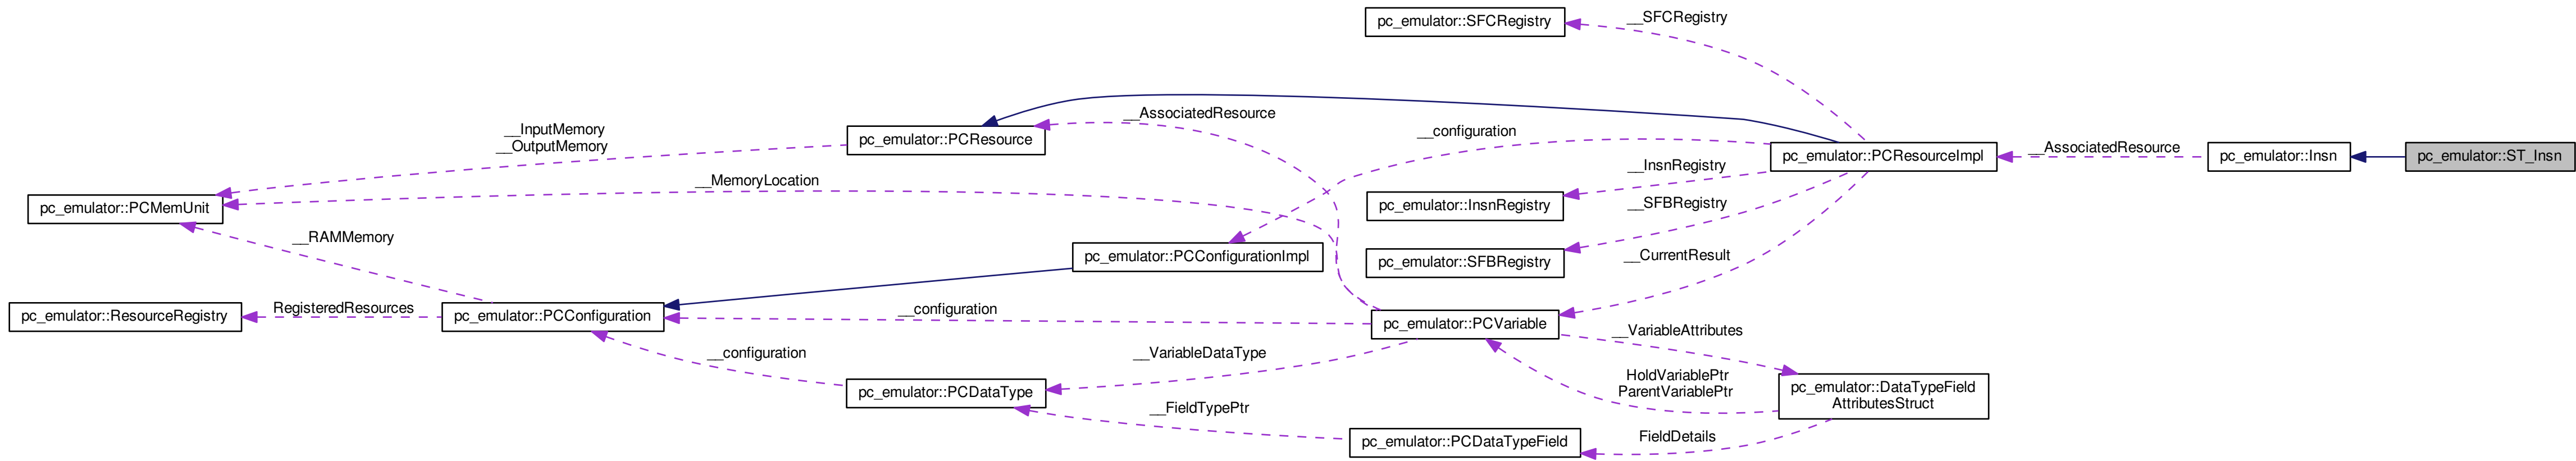 pc_emulator::SFCRegistry
__SFCRegistry
__InputMemory
__OutputMemory
pc_emulator::PCResource
__AssociatedResource
__configuration
pc_emulator::PCResourceImpl
__AssociatedResource
pc_emulator::Insn
pc_emulator::ST_Insn
__InsnRegistry
pc_emulator::InsnRegistry
__MemoryLocation
pc_emulator::PCMemUnit
__SFBRegistry
__RAMMemory
pc_emulator::PCConfigurationImpl
pc_emulator::SFBRegistry
__CurrentResult
pc_emulator::ResourceRegistry
RegisteredResources
pc_emulator::PCConfiguration
__configuration
pc_emulator::PCVariable
__VariableAttributes
__configuration
__VariableDataType
HoldVariablePtr
ParentVariablePtr
pc_emulator::DataTypeField
AttributesStruct
pc_emulator::PCDataType
__FieldTypePtr
pc_emulator::PCDataTypeField
FieldDetails